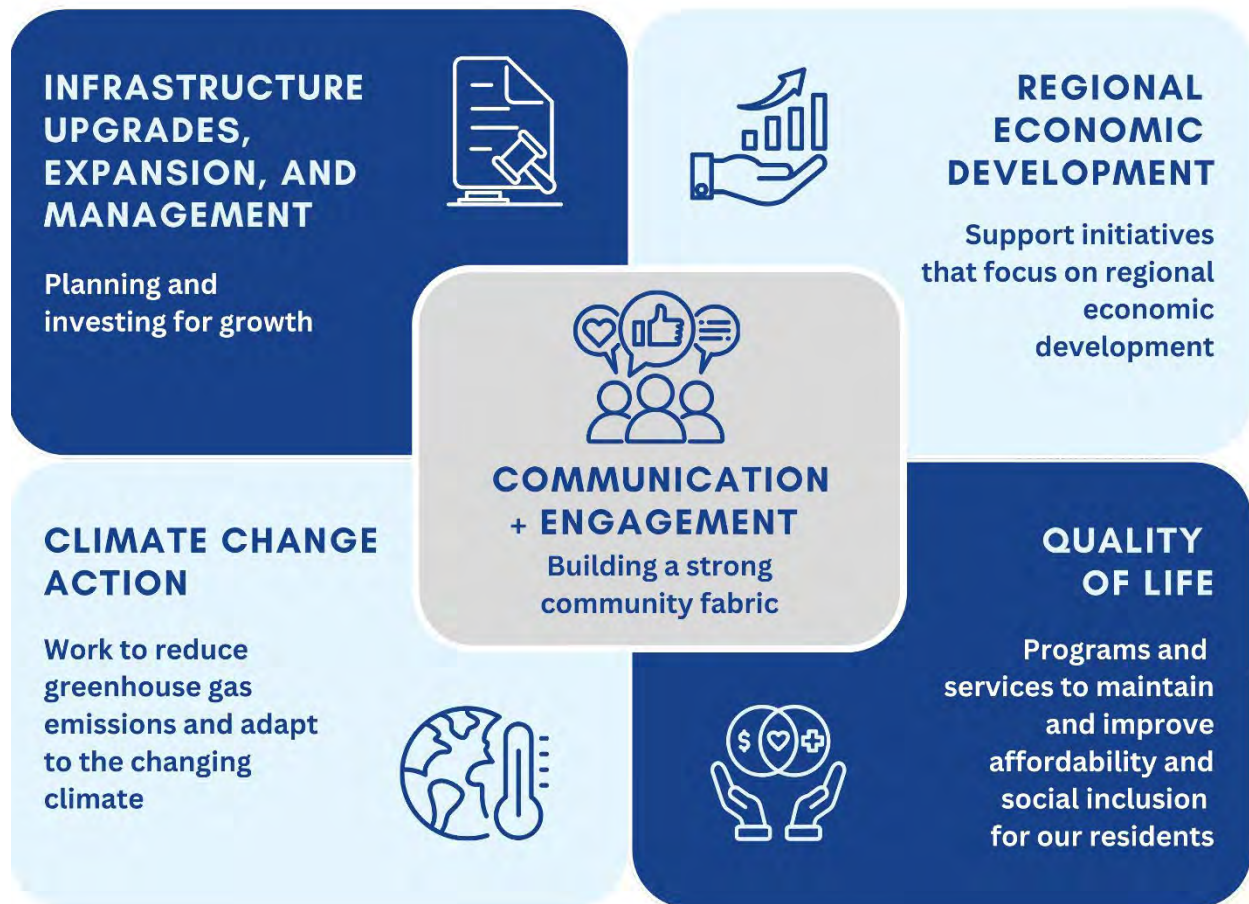 INFRASTRUCTURE
UPGRADES,
EXPANSION, AND
MANAGEMENT
Planning and
investing for growth
REGIONAL
ECONOMIC
DEVELOPMENT
Support initiatives
that focus on regional
economic
development
COMMUNICATION
+ ENGAGEMENT
Building a strong
community fabric
CLIMATE CHANGE
ACTION
Work to reduce
greenhouse gas
emissions and adapt
to the changing
climate
QUALITY
OF LIFE
$
Programs and
services to maintain
and improve
affordability and
social inclusion
for our residents